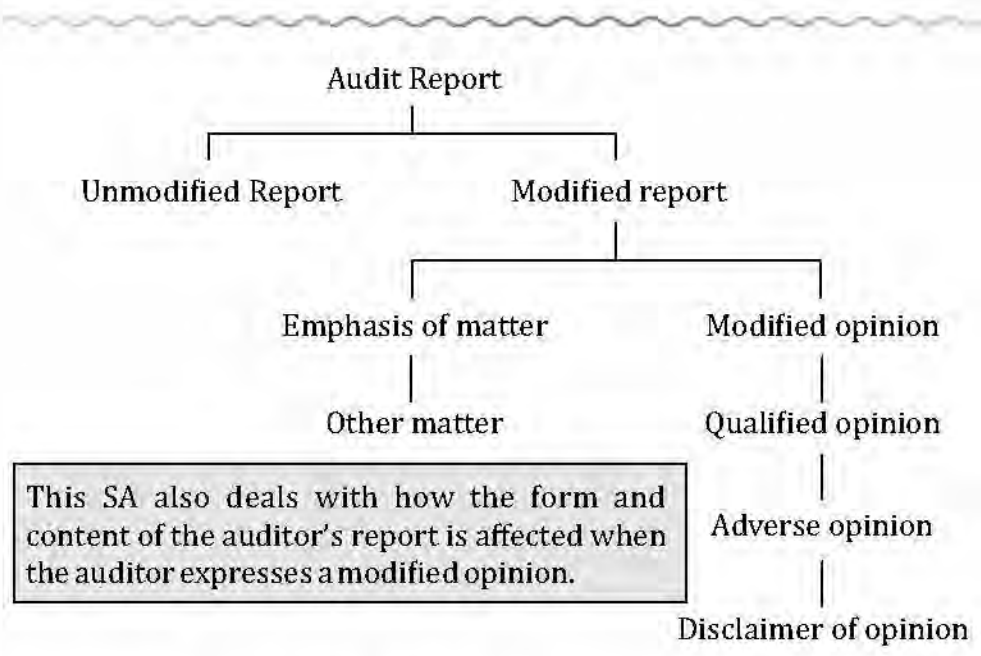 Audit Report
Unmodified Report
Modified report
Emphasis of matter
Modified opinion
Other matter
Qualified opinion
This SA also deals with how the form and
content of the auditor's report is affected when
the auditor expresses a modified opinion.
Adverse opinion
Disclaimer of opinion